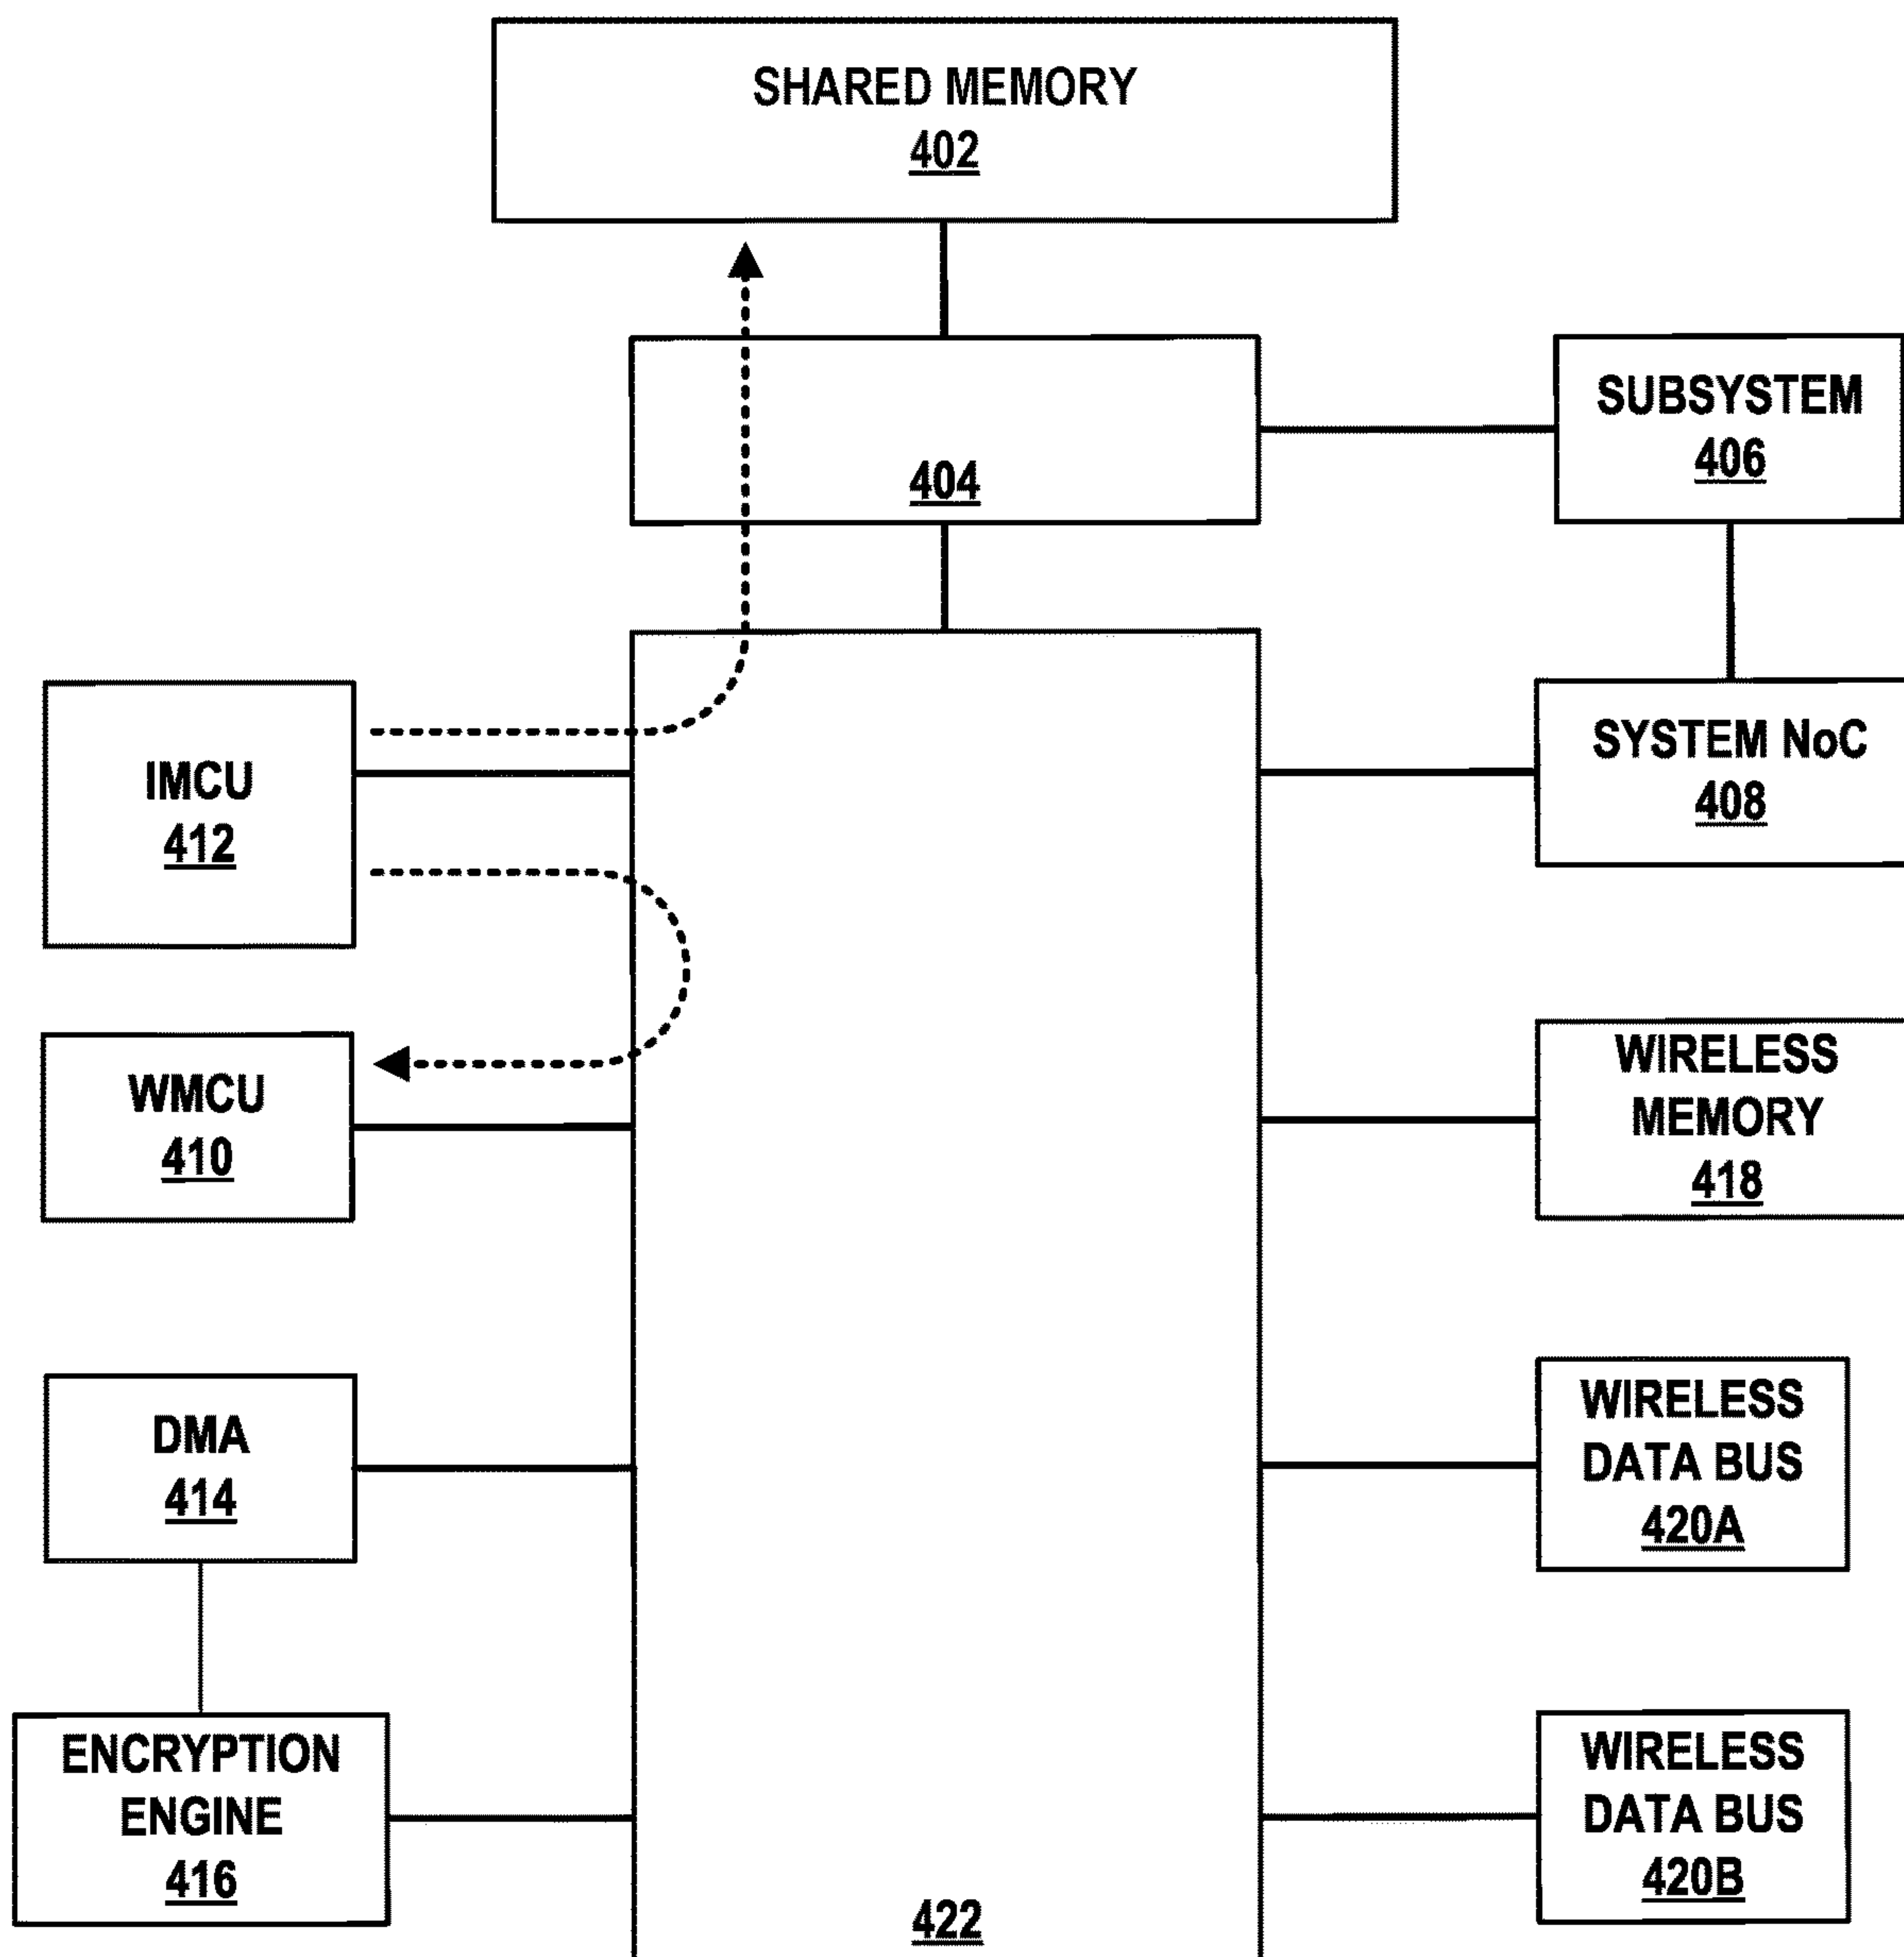 SHARED MEMORY
402
404
SUBSYSTEM
406
IMCU
412
SYSTEM NoC
408
WMCU
410
WIRELESS
MEMORY
418
DMA
414
WIRELESS
DATA BUS
420A
ENCRYPTION
ENGINE
416
WIRELESS
DATA BUS
420B
422